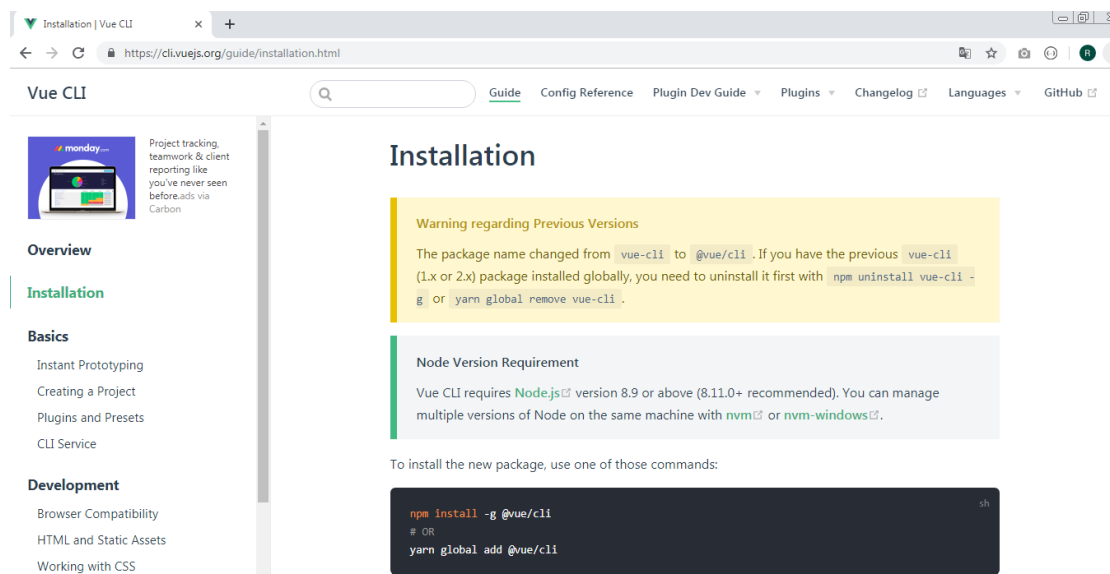 Installation | Vue CLI
https://cli.vuejs.org/guide/installation.html
R
Vue CLI
Guide Config Reference Plugin Dev Guide Plugins Changelog Languages GitHub
monday.com
Project tracking,
teamwork & client
reporting like
you've never seen
before.ads via
Carbon
Overview
Installation
Basics
Instant Prototyping
Creating a Project
Plugins and Presets
CLI Service
Development
Browser Compatibility
HTML and Static Assets
Working with CSS
Installation
Warning regarding Previous Versions
The package name changed from vue-cli to @vue/cli . If you have the previous vue-cli
(1.x or 2.x) package installed globally, you need to uninstall it first with npm uninstall vue-cli -
g or yarn global remove vue-cli .
Node Version Requirement
Vue CLI requires Node.js version 8.9 or above (8.11.0+ recommended). You can manage
multiple versions of Node on the same machine with nvm or nvm-windows.
To install the new package, use one of those commands:
sh
npm install -g @vue/cli
# OR
yarn global add @vue/cli